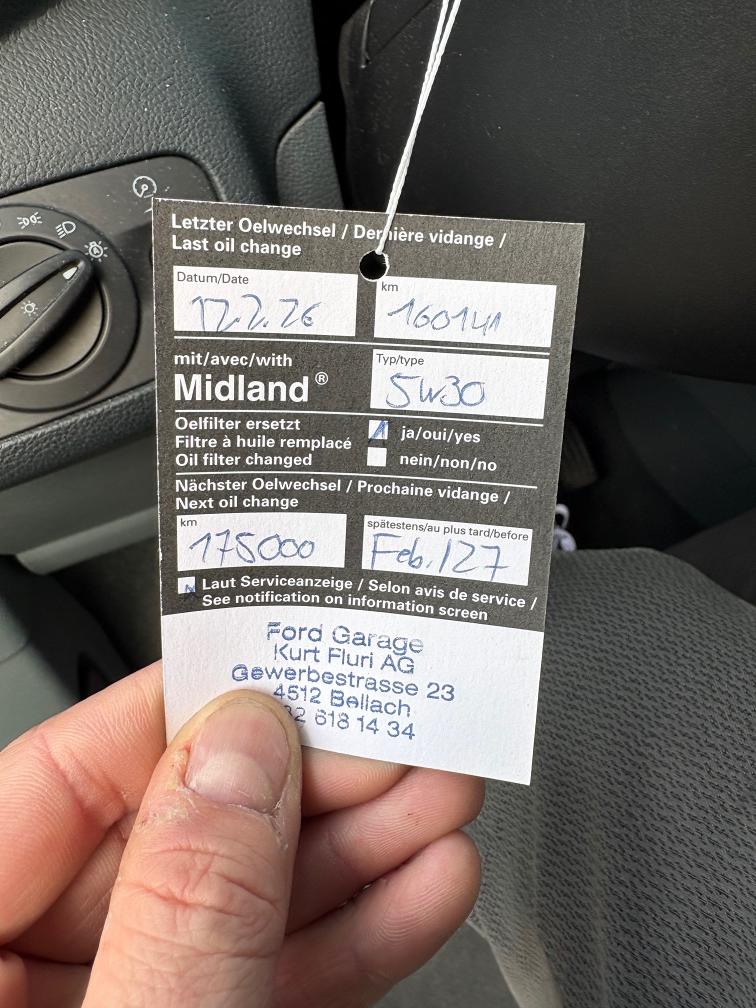 Letzter Oelwechsel / Dernière vidange /
Last oil change
Datum/Date
17.2.26
km
160141
mit/avec/with
Midland®
Typ/type
5W30
Oelfilter ersetzt
Filtre à huile remplacé
Oil filter changed
ja/oui/yes
nein/non/no
Nächster Oelwechsel / Prochaine vidange /
Next oil change
km
175000
spätestens/au plus tard/before
Feb./27
Laut Serviceanzeige / Selon avis de service /
See notification on information screen
Ford Garage
Kurt Fluri AG
Gewerbestrasse 23
4512 Bellach
32 618 14 34